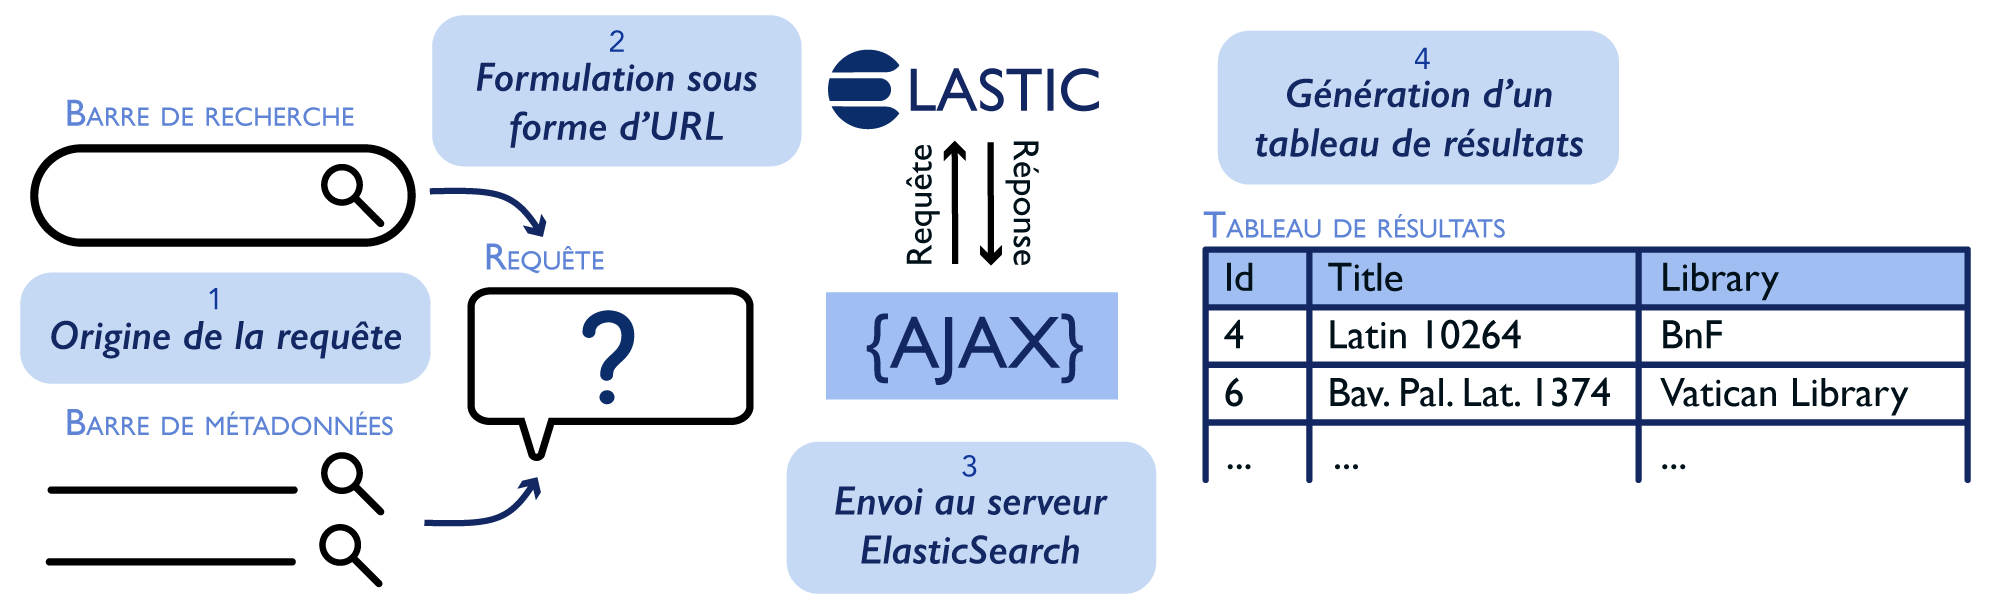 BARRE DE RECHERCHE
1
Origine de la requête
BARRE DE MÉTADONNÉES
2
Formulation sous
forme d’URL
REQUÊTE
?
ELASTIC
Requête
Réponse
{AJAX}
3
Envoi au serveur
ElasticSearch
4
Génération d’un
tableau de résultats
TABLEAU DE RÉSULTATS
Id Title Library
4 Latin 10264 BnF
6 Bav. Pal. Lat. 1374 Vatican Library
... ... ...